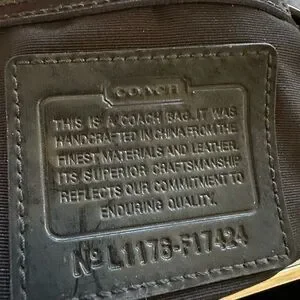 COACH
THIS IS A COACH BAG. IT WAS
HANDCRAFTED IN CHINA FROM THE
FINEST MATERIALS AND LEATHER.
ITS SUPERIOR CRAFTSMANSHIP
REFLECTS OUR COMMITMENT TO
ENDURING QUALITY.
Nº L1176-F17424